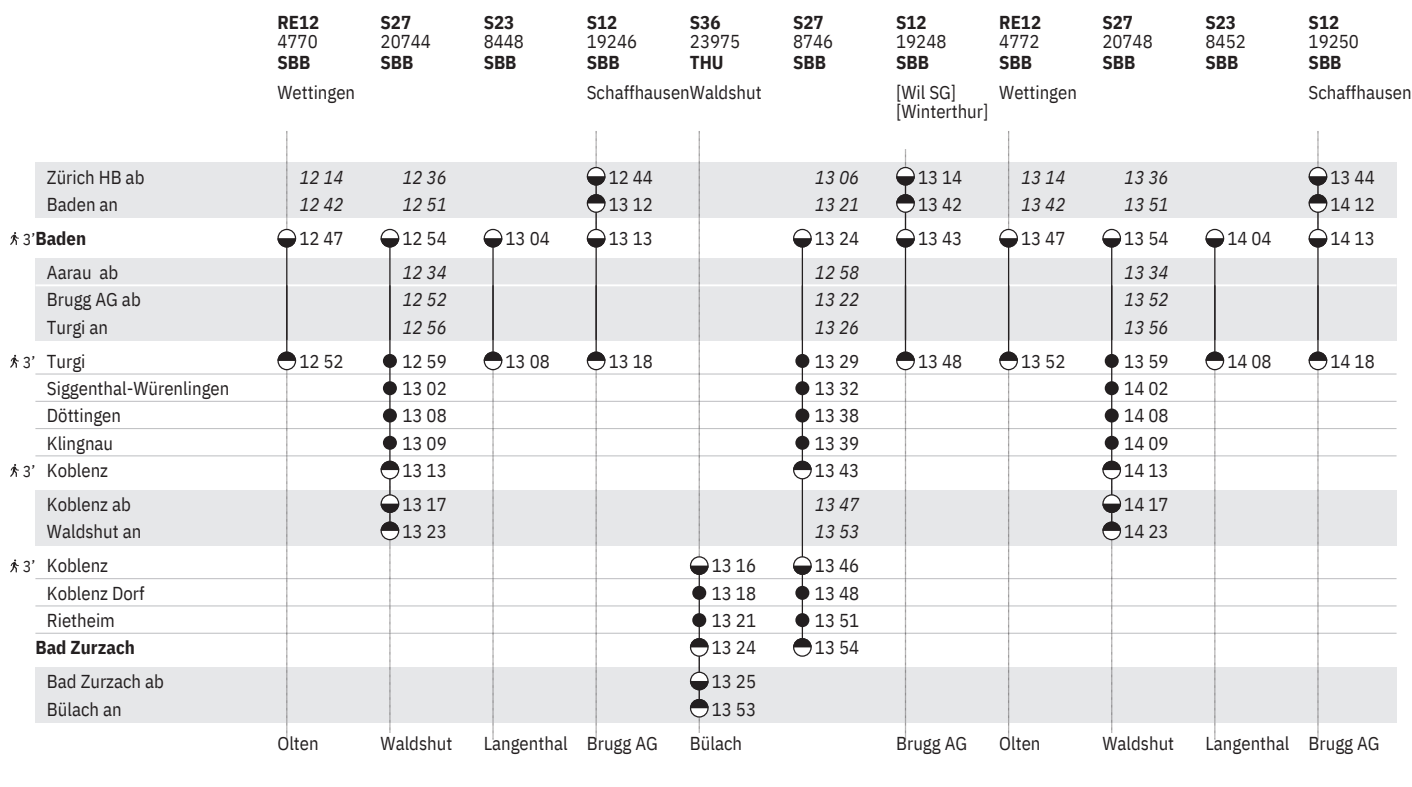 RE12 S27 S23 S12 S36 S27 S12 RE12 S27 S23 S12
4770 20744 8448 19246 23975 8746 19248 4772 20748 8452 19250
SBB SBB SBB SBB THU SBB SBB SBB SBB SBB SBB
Wettingen Schaffhausen Waldshut [Wil SG] Wettingen Schaffhausen
[Winterthur]
Zürich HB ab 12 14 12 36 12 44 13 06 13 14 13 14 13 36 13 44
Baden an 12 42 12 51 13 12 13 21 13 42 13 42 13 51 14 12
3’ Baden 12 47 12 54 13 04 13 13 13 24 13 43 13 47 13 54 14 04 14 13
Aarau ab 12 34 12 58 13 34
Brugg AG ab 12 52 13 22 13 52
Turgi an 12 56 13 26 13 56
3’ Turgi 12 52 12 59 13 08 13 18 13 29 13 48 13 52 13 59 14 08 14 18
Siggenthal-Würenlingen 13 02 13 32 14 02
Döttingen 13 08 13 38 14 08
Klingnau 13 09 13 39 14 09
3’ Koblenz 13 13 13 43 14 13
Koblenz ab 13 17 13 47 14 17
Waldshut an 13 23 13 53 14 23
3’ Koblenz 13 16 13 46
Koblenz Dorf 13 18 13 48
Rietheim 13 21 13 51
Bad Zurzach 13 24 13 54
Bad Zurzach ab 13 25
Bülach an 13 53
Olten Waldshut Langenthal Brugg AG Bülach Brugg AG Olten Waldshut Langenthal Brugg AG